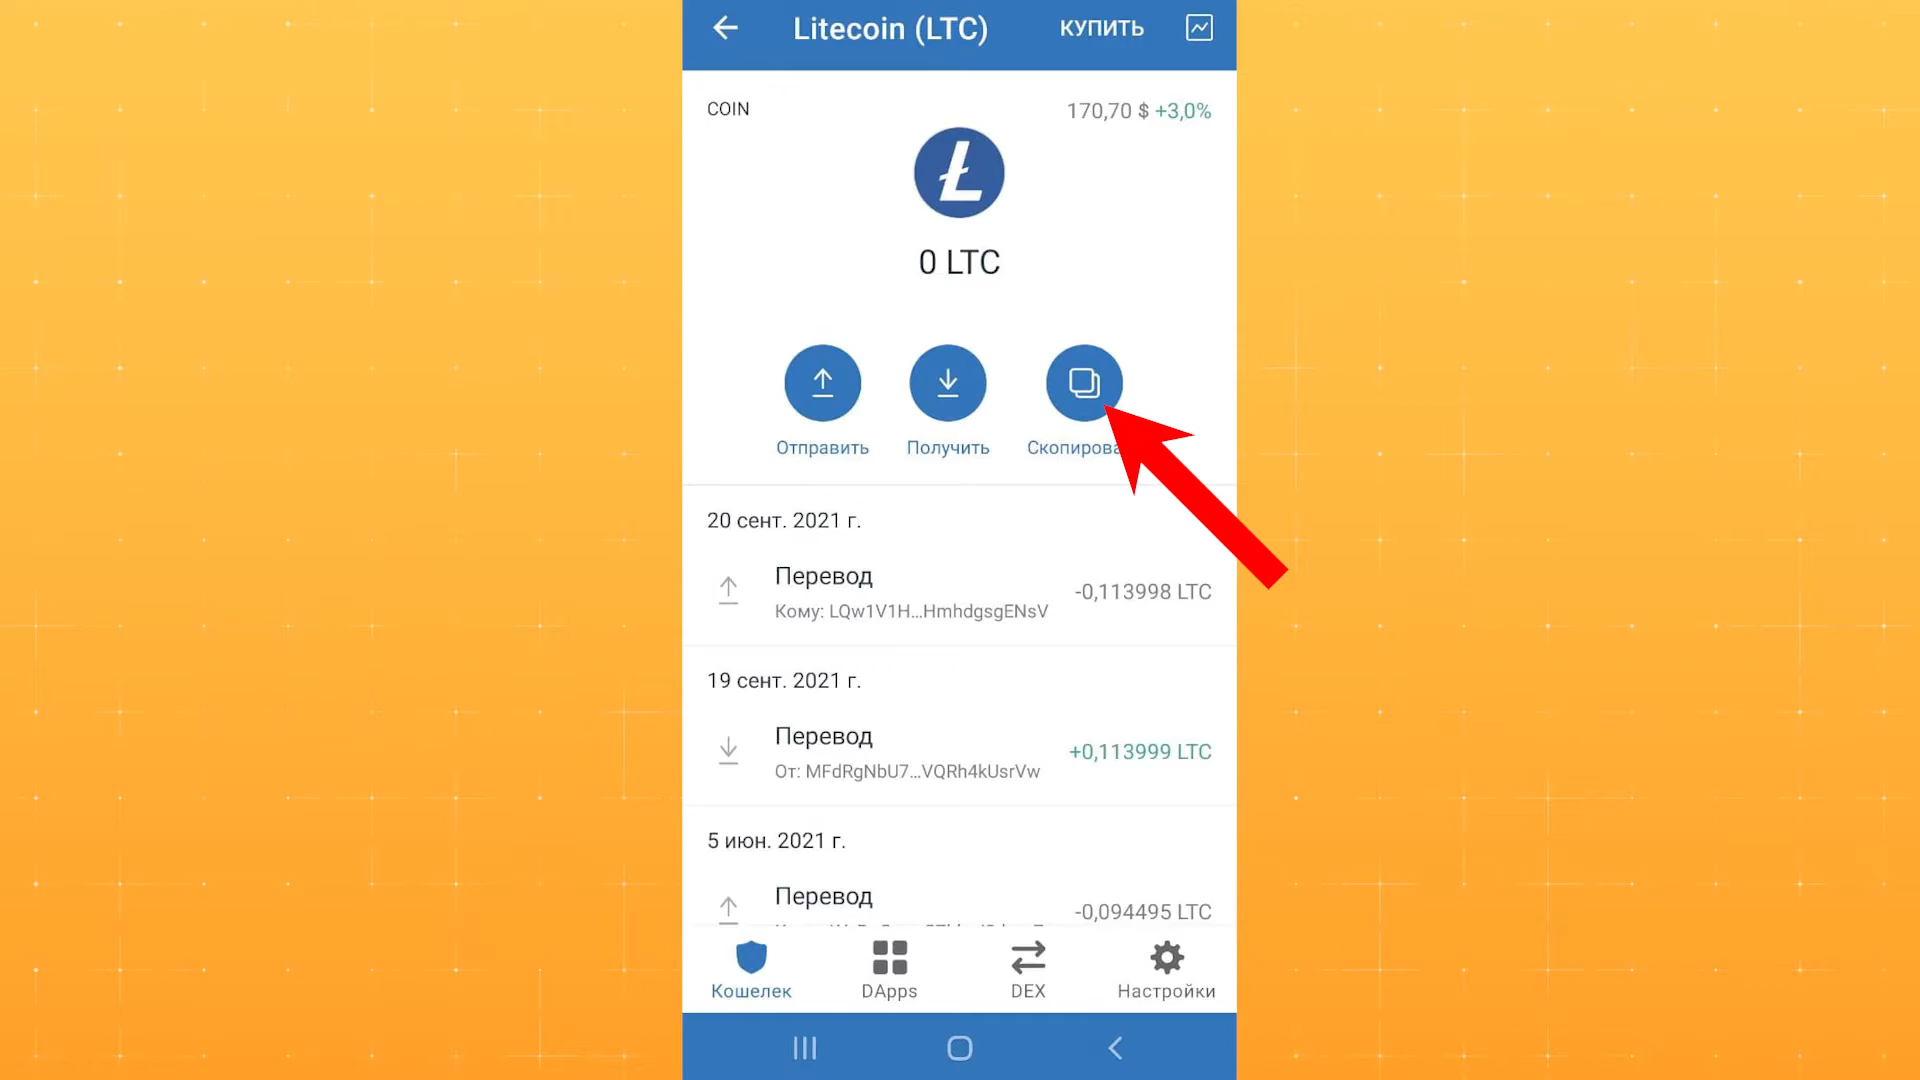 Litecoin (LTC) КУПИТЬ
COIN 170,70 $ +3,0%
0 LTC
Отправить Получить Скопирова
20 сент. 2021 г.
Перевод -0,113998 LTC
Кому: LQw1V1H...HmhdgsgENsV
19 сент. 2021 г.
Перевод +0,113999 LTC
От: MFdRgNbU7...VQRh4kUsrVw
5 июн. 2021 г.
Перевод -0,094495 LTC
Кошелек DApps DEX Настройки